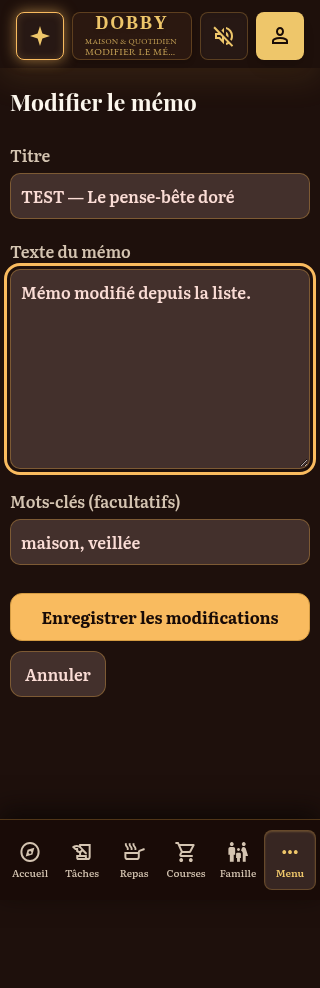 DOBBY
MAISON & QUOTIDIEN
MODIFIER LE MÉ…
Modifier le mémo
Titre
TEST — Le pense-bête doré
Texte du mémo
Mémo modifié depuis la liste.
Mots-clés (facultatifs)
maison, veillée
Enregistrer les modifications
Annuler
Accueil Tâches Repas Courses Famille Menu